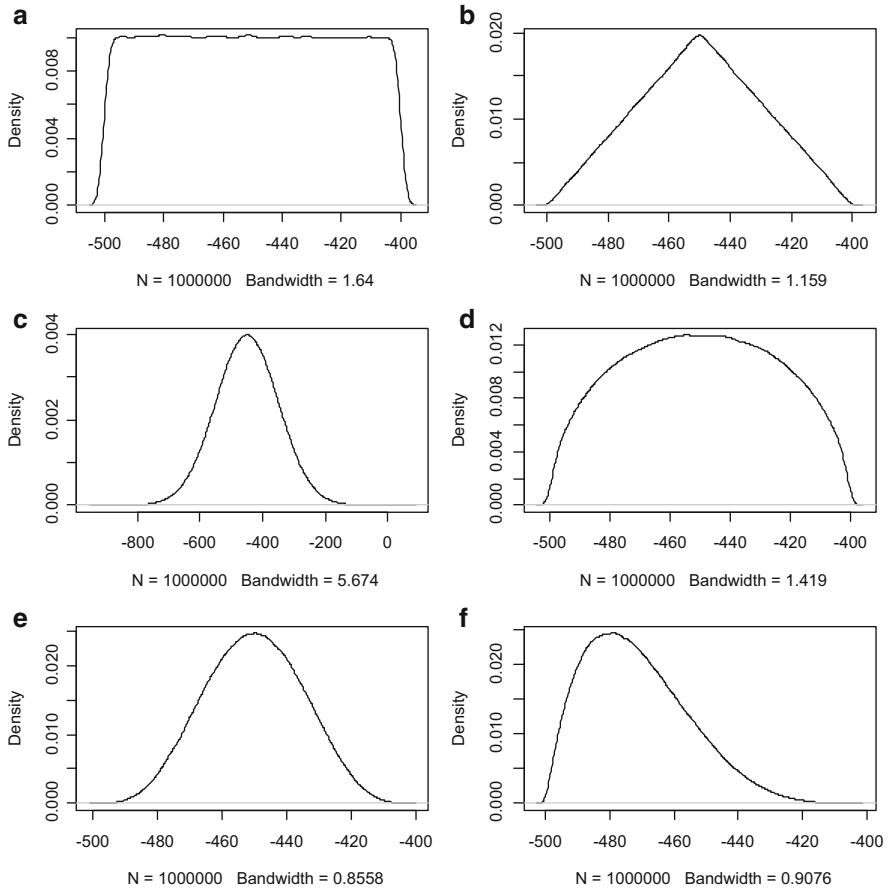 a
Density
0.000 0.004 0.008
-500 -480 -460 -440 -420 -400
N = 1000000 Bandwidth = 1.64
b
Density
0.000 0.010 0.020
-500 -480 -460 -440 -420 -400
N = 1000000 Bandwidth = 1.159
c
Density
0.000 0.002 0.004
-800 -600 -400 -200 0
N = 1000000 Bandwidth = 5.674
d
Density
0.000 0.004 0.008 0.012
-500 -480 -460 -440 -420 -400
N = 1000000 Bandwidth = 1.419
e
Density
0.000 0.010 0.020
-500 -480 -460 -440 -420 -400
N = 1000000 Bandwidth = 0.8558
f
Density
0.000 0.010 0.020
-500 -480 -460 -440 -420 -400
N = 1000000 Bandwidth = 0.9076